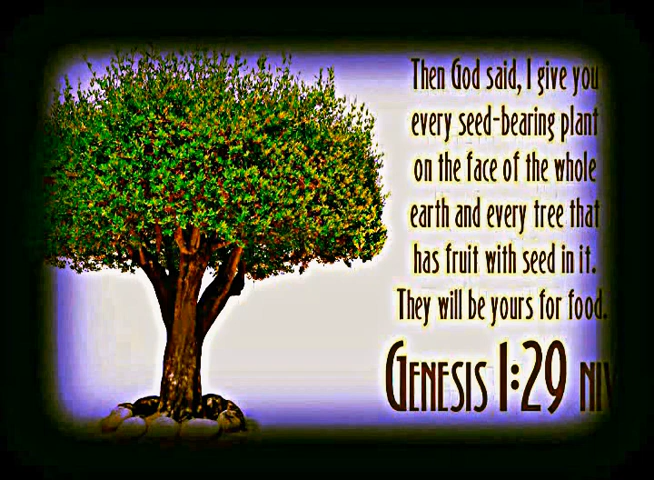 Then God said, I give you
every seed-bearing plant
on the face of the whole
earth and every tree that
has fruit with seed in it.
They will be yours for food.
GENESIS 1:29 NIV